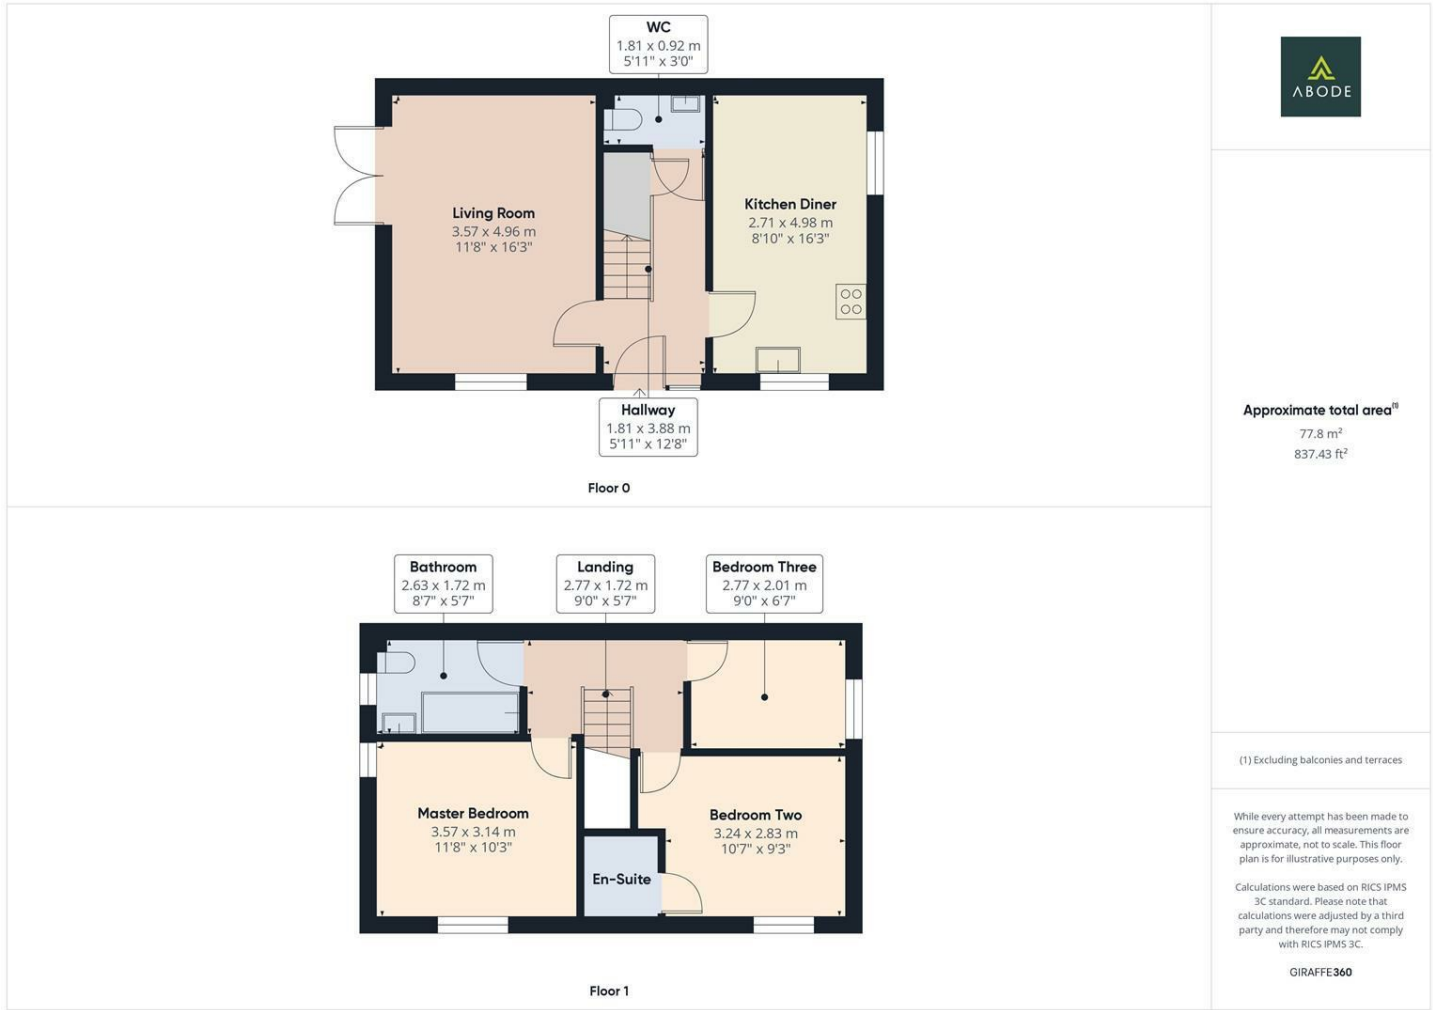 WC
1.81 x 0.92 m
5'11" x 3'0"
Living Room
3.57 x 4.96 m
11'8" x 16'3"
Kitchen Diner
2.71 x 4.98 m
8'10" x 16'3"
Hallway
1.81 x 3.88 m
5'11" x 12'8"
Floor 0
Bathroom
2.63 x 1.72 m
8'7" x 5'7"
Landing
2.77 x 1.72 m
9'0" x 5'7"
Bedroom Three
2.77 x 2.01 m
9'0" x 6'7"
Master Bedroom
3.57 x 3.14 m
11'8" x 10'3"
Bedroom Two
3.24 x 2.83 m
10'7" x 9'3"
En-Suite
Floor 1
ABODE
Approximate total area(1)
77.8 m²
837.43 ft²
(1) Excluding balconies and terraces
While every attempt has been made to
ensure accuracy, all measurements are
approximate, not to scale. This floor
plan is for illustrative purposes only.
Calculations were based on RICS IPMS
3C standard. Please note that
calculations were adjusted by a third
party and therefore may not comply
with RICS IPMS 3C.
GIRAFFE360